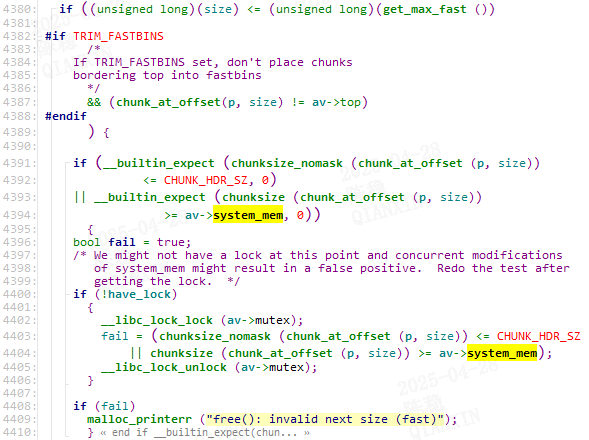 4380: if ((unsigned long)(size) <= (unsigned long)(get_max_fast ())
4381:
4382: #if TRIM_FASTBINS
4383: /*
4384: If TRIM_FASTBINS set, don't place chunks
4385: bordering top into fastbins
4386: */
4387: && (chunk_at_offset(p, size) != av->top)
4388: #endif
4389: ) {
4390:
4391: if (__builtin_expect (chunksize_nomask (chunk_at_offset (p, size))
4392: <= CHUNK_HDR_SZ, 0)
4393: || __builtin_expect (chunksize (chunk_at_offset (p, size))
4394: >= av->system_mem, 0))
4395: {
4396: bool fail = true;
4397: /* We might not have a lock at this point and concurrent modifications
4398: of system_mem might result in a false positive. Redo the test after
4399: getting the lock. */
4400: if (!have_lock)
4401: {
4402: __libc_lock_lock (av->mutex);
4403: fail = (chunksize_nomask (chunk_at_offset (p, size)) <= CHUNK_HDR_SZ
4404: || chunksize (chunk_at_offset (p, size)) >= av->system_mem);
4405: __libc_lock_unlock (av->mutex);
4406: }
4407:
4408: if (fail)
4409: malloc_printerr ("free(): invalid next size (fast)");
4410: } « end if __builtin_expect(chun... »
2025-04-28
QIANXIN